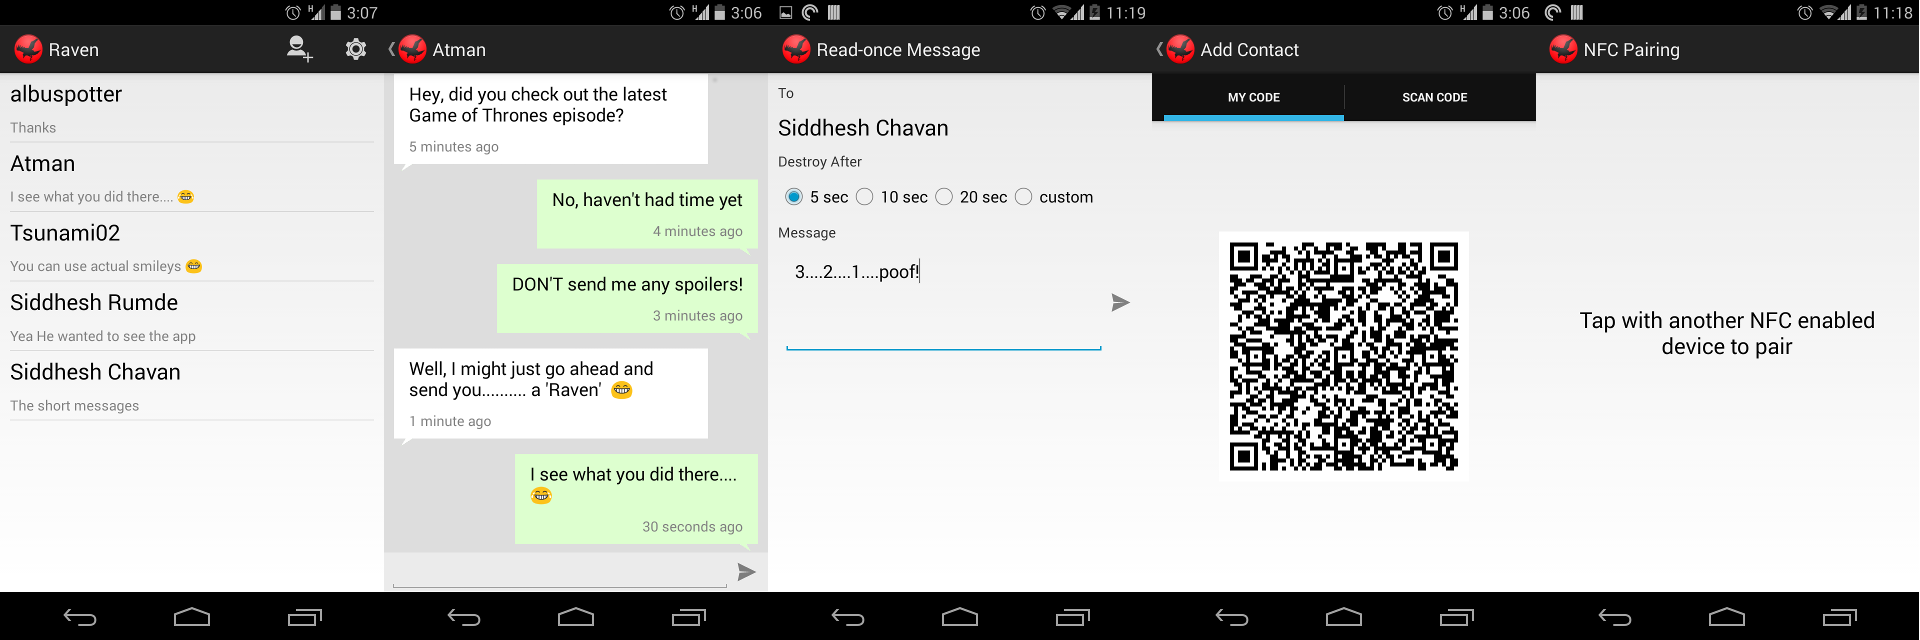 H
3:07
Raven
albuspotter
Thanks
Atman
I see what you did there.... 😁
Tsunami02
You can use actual smileys 😁
Siddhesh Rumde
Yea He wanted to see the app
Siddhesh Chavan
The short messages
H
3:06
Atman
Hey, did you check out the latest
Game of Thrones episode?
5 minutes ago
No, haven't had time yet
4 minutes ago
DON'T send me any spoilers!
3 minutes ago
Well, I might just go ahead and
send you.......... a 'Raven' 😁
1 minute ago
I see what you did there....
😁
30 seconds ago
11:19
Read-once Message
To
Siddhesh Chavan
Destroy After
5 sec 10 sec 20 sec custom
Message
3....2....1....poof!
H
3:06
Add Contact
MY CODE SCAN CODE
11:18
NFC Pairing
Tap with another NFC enabled
device to pair